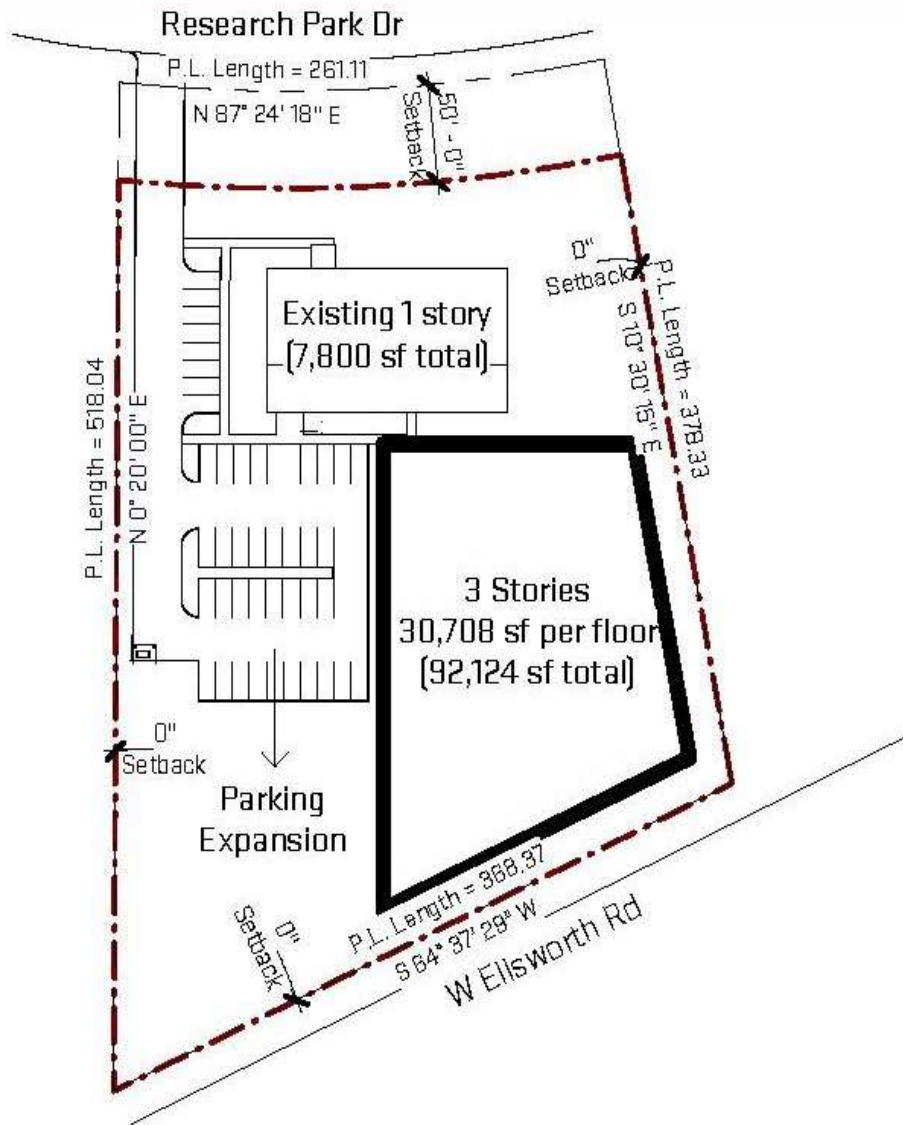 Research Park Dr
P.L. Length = 261.11
N 87° 24' 18" E
50' - 0"
Setback
0"
Setback
P.L. Length = 378.33
S 10° 30' 15" E
Existing 1 story
(7,800 sf total)
P.L. Length = 518.04
N 0° 20' 00" E
3 Stories
30,708 sf per floor
(92,124 sf total)
0"
Setback
Parking
Expansion
0"
Setback
P.L. Length = 368.37
S 64° 37' 29" W
W Ellsworth Rd